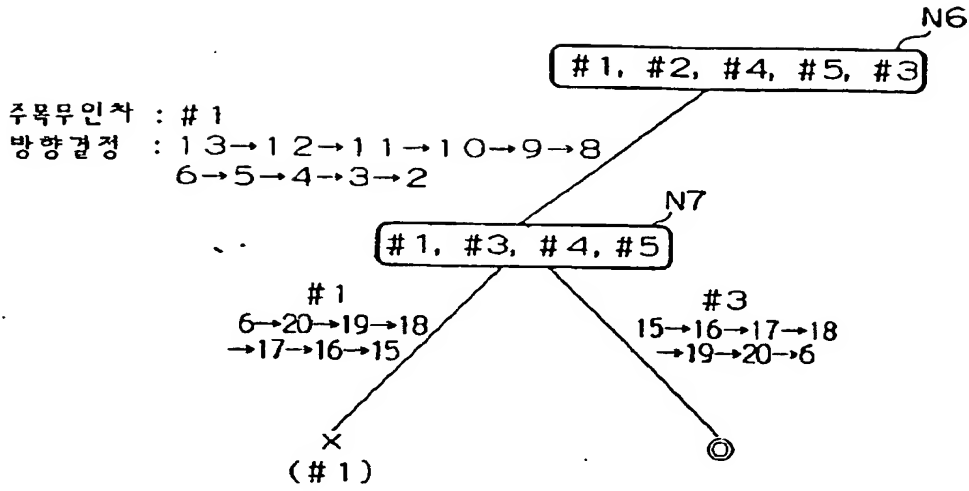 N6
#1, #2, #4, #5, #3
주목무인차 : #1
방향결정 : 13→12→11→10→9→8
6→5→4→3→2
N7
#1, #3, #4, #5
#1
6→20→19→18
→17→16→15
#3
15→16→17→18
→19→20→6
×
(#1)
◎